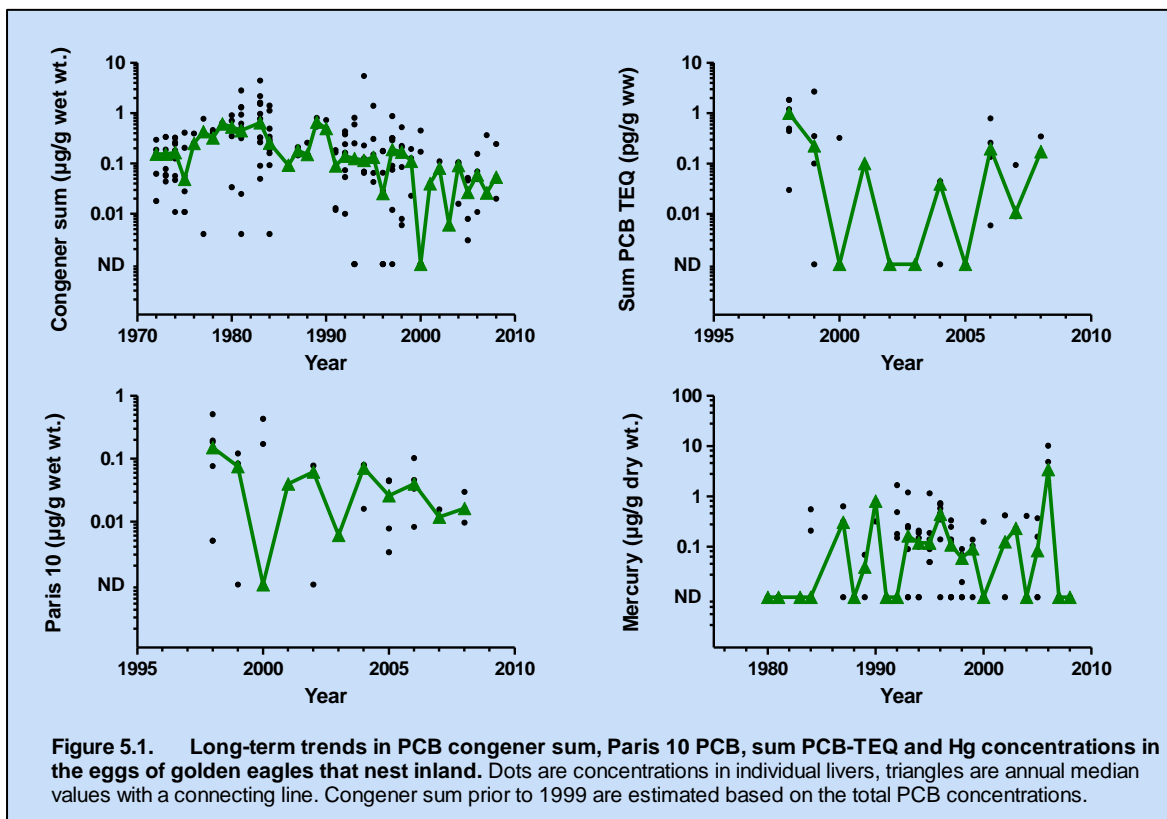 10
1
0.1
0.01
ND
Congener sum (µg/g wet wt.)
1970 1980 1990 2000 2010
Year
10
1
0.1
0.01
ND
Sum PCB TEQ (pg/g ww)
1995 2000 2005 2010
Year
1
0.1
0.01
ND
Paris 10 (µg/g wet wt.)
1995 2000 2005 2010
Year
100
10
1
0.1
ND
Mercury (µg/g dry wt.)
1980 1990 2000 2010
Year
Figure 5.1. Long-term trends in PCB congener sum, Paris 10 PCB, sum PCB-TEQ and Hg concentrations in
the eggs of golden eagles that nest inland. Dots are concentrations in individual livers, triangles are annual median
values with a connecting line. Congener sum prior to 1999 are estimated based on the total PCB concentrations.